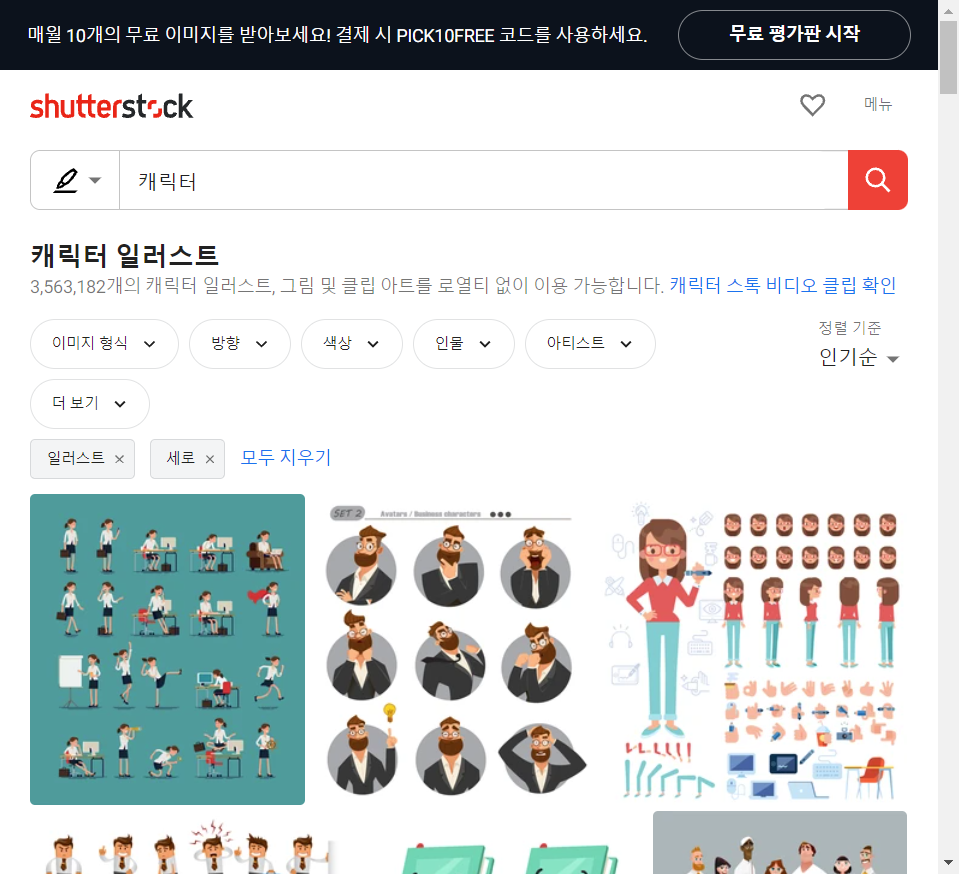 매월 10개의 무료 이미지를 받아보세요! 결제 시 PICK10FREE 코드를 사용하세요.
무료 평가판 시작
shutterstock
메뉴
캐릭터
캐릭터 일러스트
3,563,182개의 캐릭터 일러스트, 그림 및 클립 아트를 로열티 없이 이용 가능합니다. 캐릭터 스톡 비디오 클립 확인
정렬 기준
이미지 형식
방향
색상
인물
아티스트
인기순
더 보기
일러스트 ×
세로 ×
모두 지우기
SET 2
Avatars / Business characters